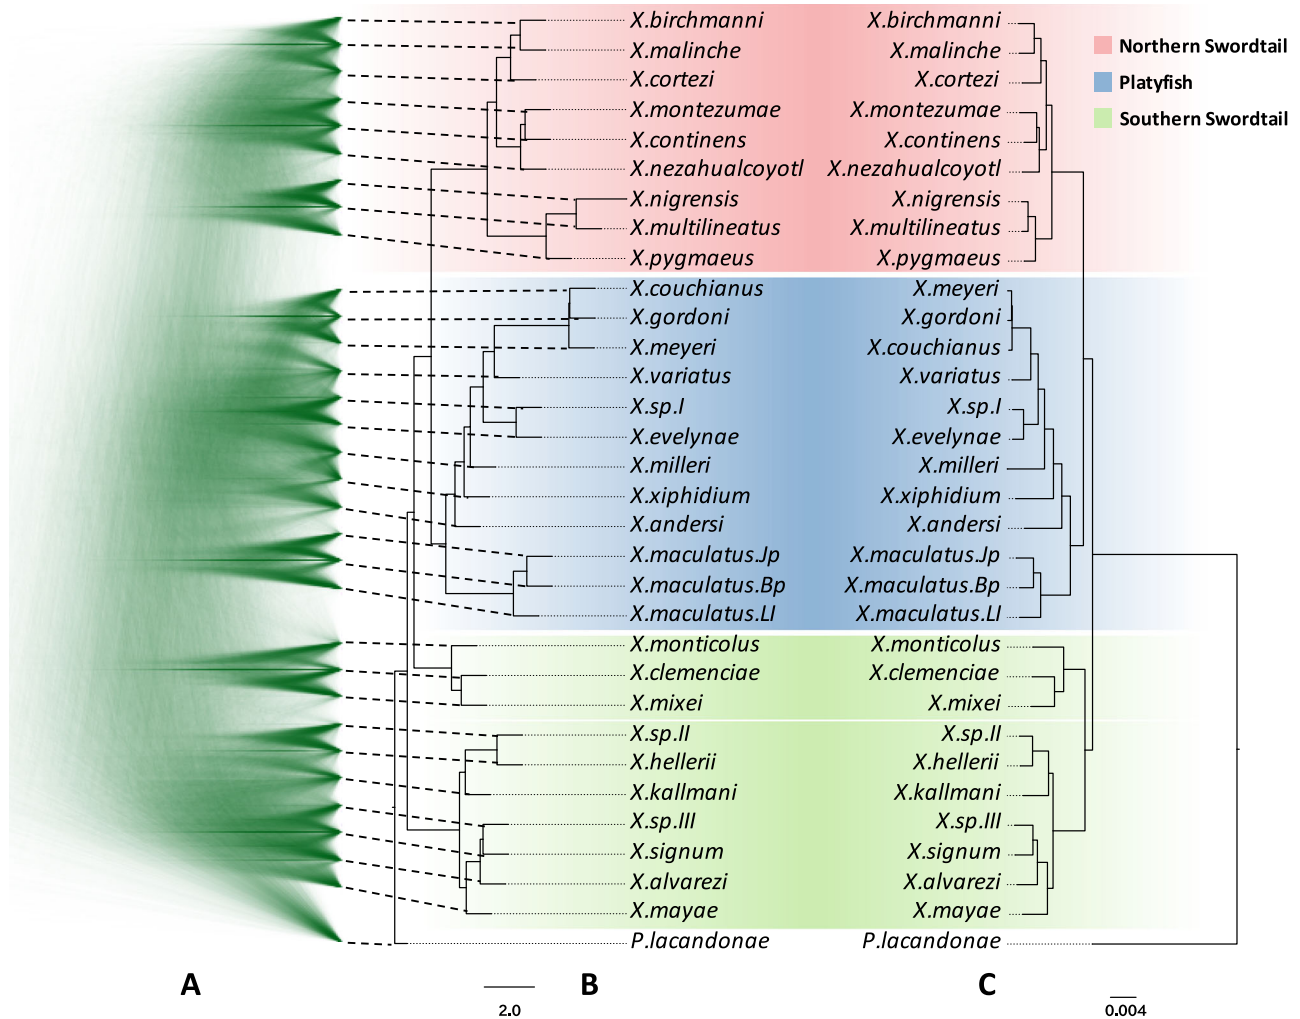 X.birchmanni X.birchmanni
X.malinche X.malinche
X.cortezi X.cortezi
X.montezumae X.montezumae
X.continens X.continens
X.nezahualcoyotl X.nezahualcoyotl
X.nigrensis X.nigrensis
X.multilineatus X.multilineatus
X.pygmaeus X.pygmaeus
X.couchianus X.meyeri
X.gordoni X.gordoni
X.meyeri X.couchianus
X.variatus X.variatus
X.sp.I X.sp.I
X.evelynae X.evelynae
X.milleri X.milleri
X.xiphidium X.xiphidium
X.andersi X.andersi
X.maculatus.Jp X.maculatus.Jp
X.maculatus.Bp X.maculatus.Bp
X.maculatus.LI X.maculatus.LI
X.monticolus X.monticolus
X.clemenciae X.clemenciae
X.mixei X.mixei
X.sp.II X.sp.II
X.hellerii X.hellerii
X.kallmani X.kallmani
X.sp.III X.sp.III
X.signum X.signum
X.alvarezi X.alvarezi
X.mayae X.mayae
P.lacandonae P.lacandonae
Northern Swordtail
Platyfish
Southern Swordtail
A B C
2.0 0.004